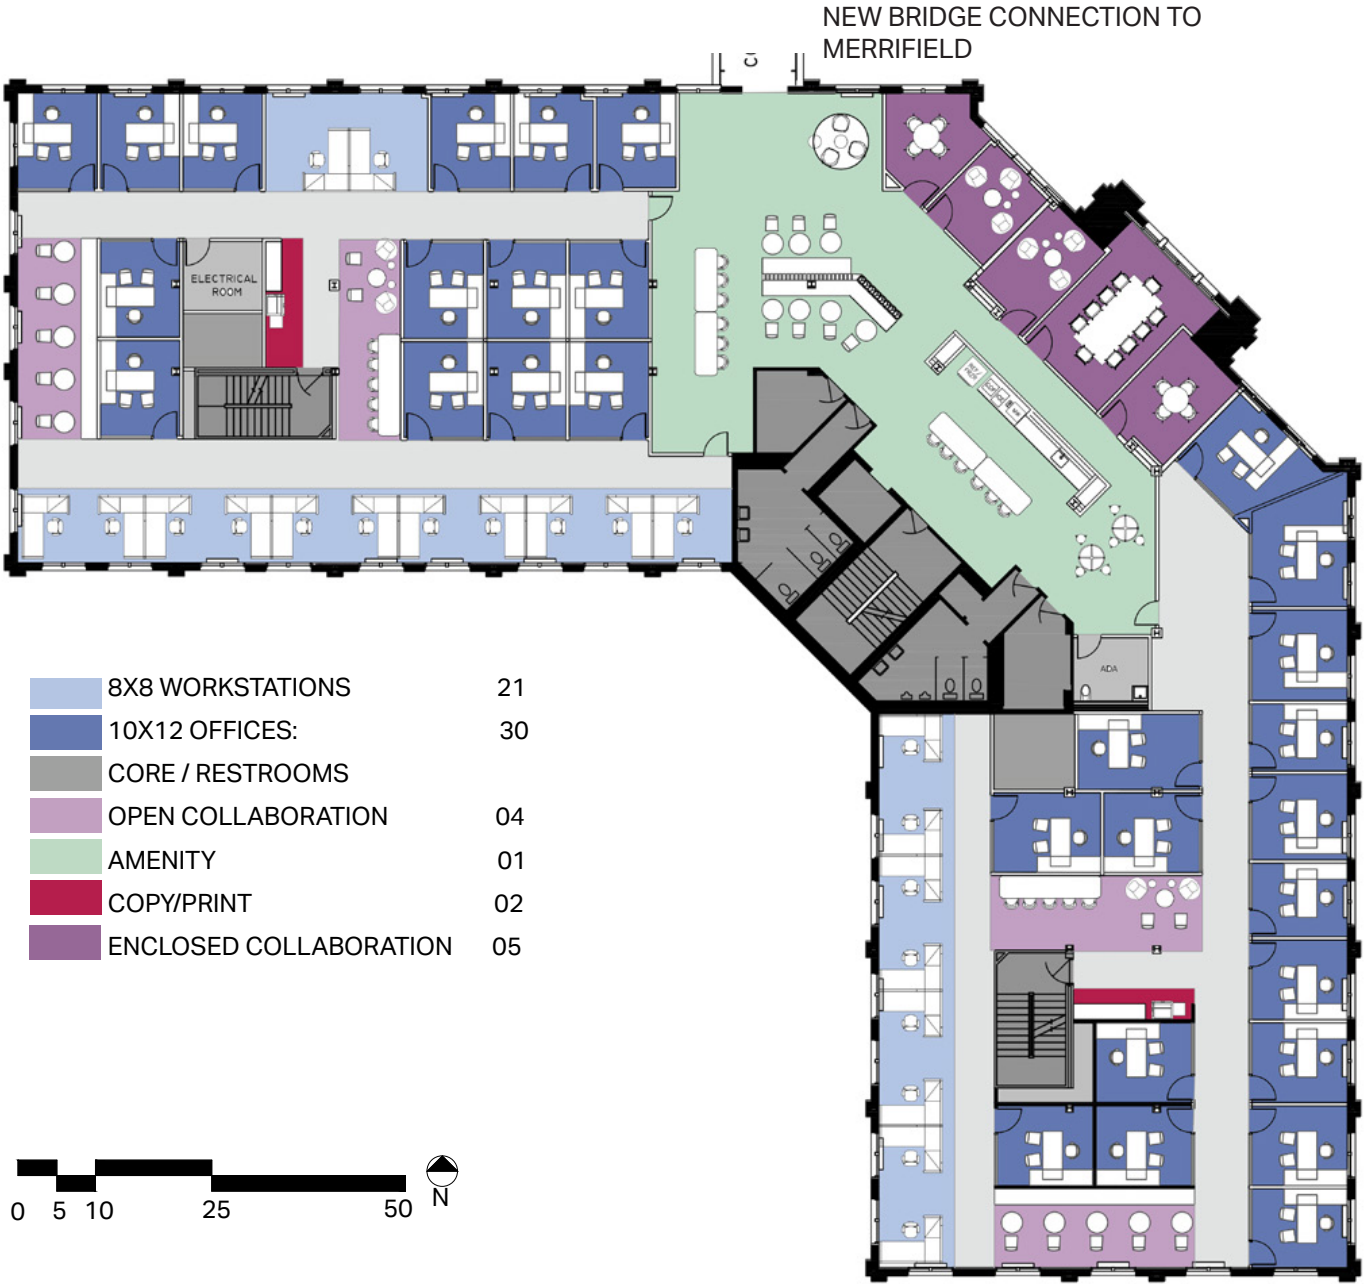 NEW BRIDGE CONNECTION TO
MERRIFIELD
ELECTRICAL
ROOM
ADA
8X8 WORKSTATIONS 21
10X12 OFFICES: 30
CORE / RESTROOMS
OPEN COLLABORATION 04
AMENITY 01
COPY/PRINT 02
ENCLOSED COLLABORATION 05
0 5 10 25 50
N